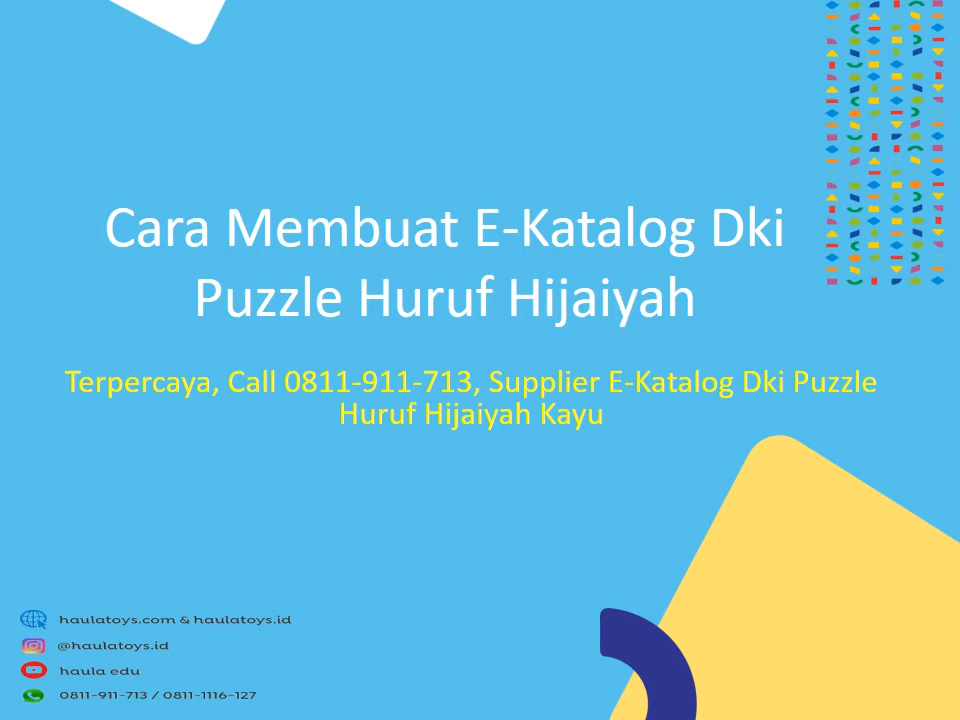 Cara Membuat E-Katalog Dki
Puzzle Huruf Hijaiyah
Terpercaya, Call 0811-911-713, Supplier E-Katalog Dki Puzzle
Huruf Hijaiyah Kayu
haulatoys.com & haulatoys.id
@haulatoys.id
haula edu
0811-911-713 / 0811-1116-127